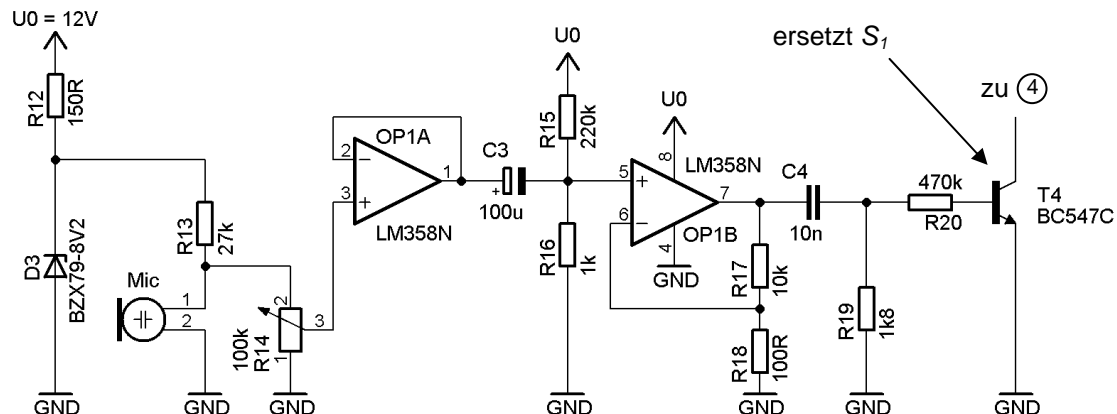 U0 = 12V
R12
150R
D3
BZX79-8V2
R13
27k
Mic
1
2
100k
R14
2
3
1
OP1A
2
−
3
+
1
LM358N
C3
+
100u
U0
R15
220k
R16
1k
U0
8
LM358N
5
+
6
−
7
OP1B
4
GND
R17
10k
R18
100R
C4
10n
R19
1k8
470k
R20
ersetzt S1
zu 4
T4
BC547C
GND
GND
GND
GND
GND
GND
GND